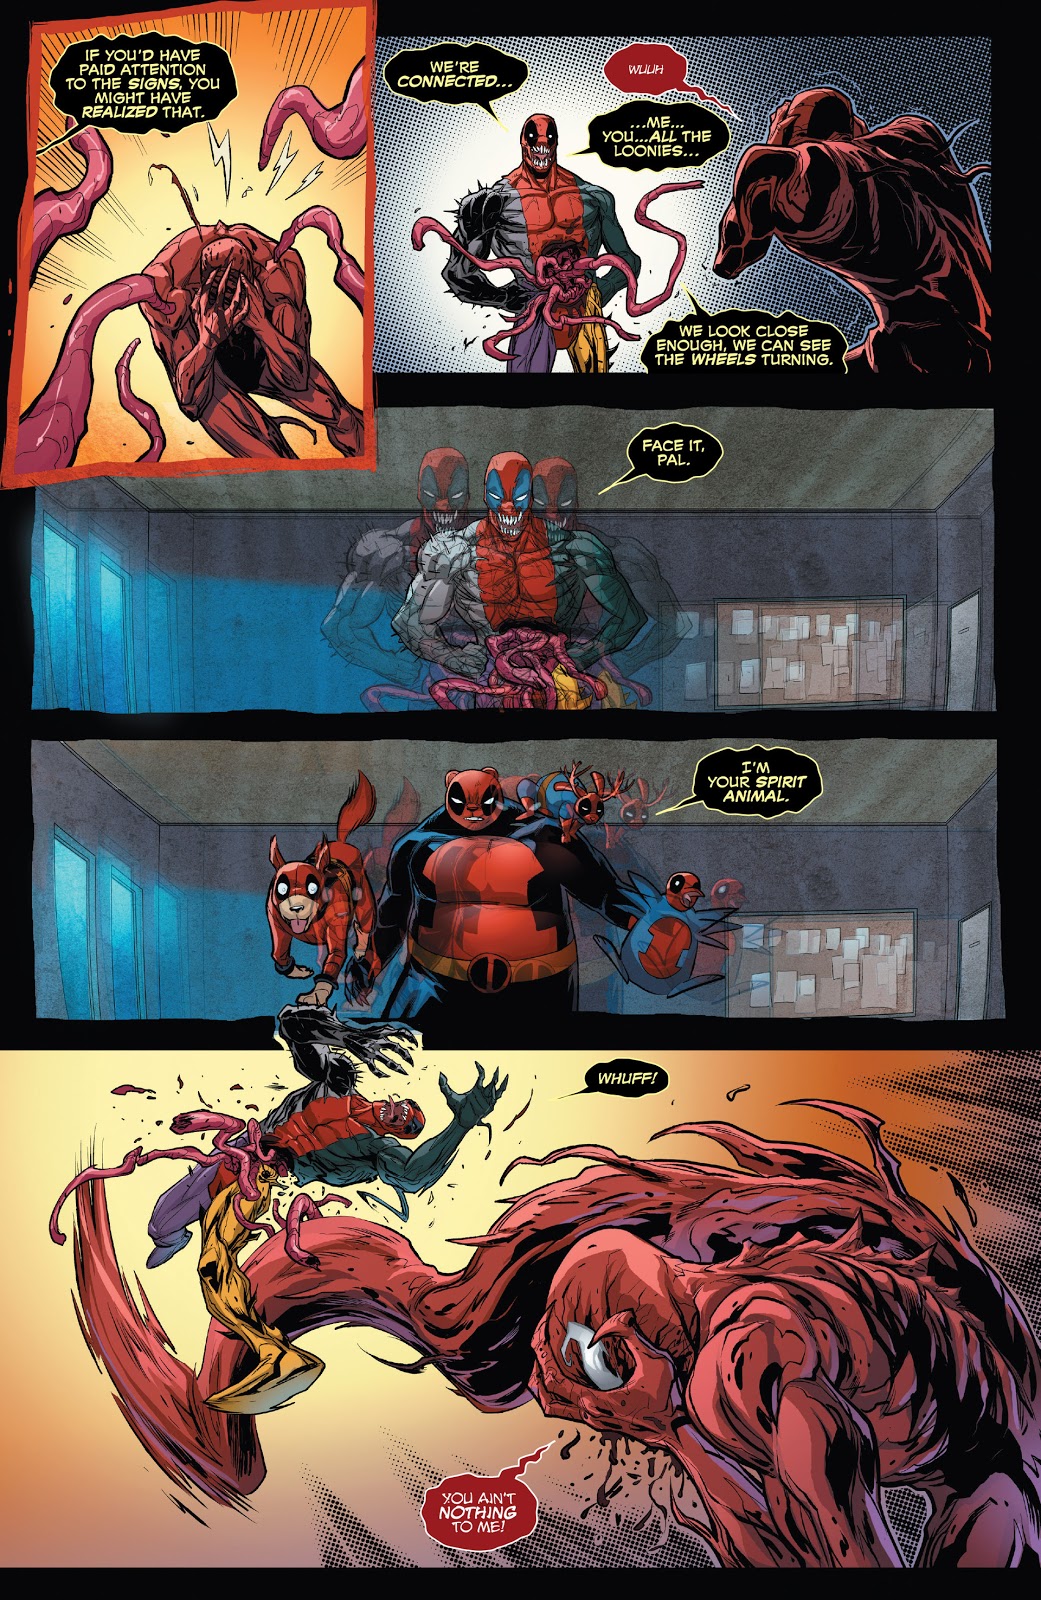 IF YOU'D HAVE
PAID ATTENTION
TO THE SIGNS, YOU
MIGHT HAVE
REALIZED THAT.
WE'RE
CONNECTED...
WUUH
...ME...
YOU...ALL THE
LOONIES...
WE LOOK CLOSE
ENOUGH, WE CAN SEE
THE WHEELS TURNING.
FACE IT,
PAL.
I'M
YOUR SPIRIT
ANIMAL.
WHUFF!
YOU AIN'T
NOTHING
TO ME!